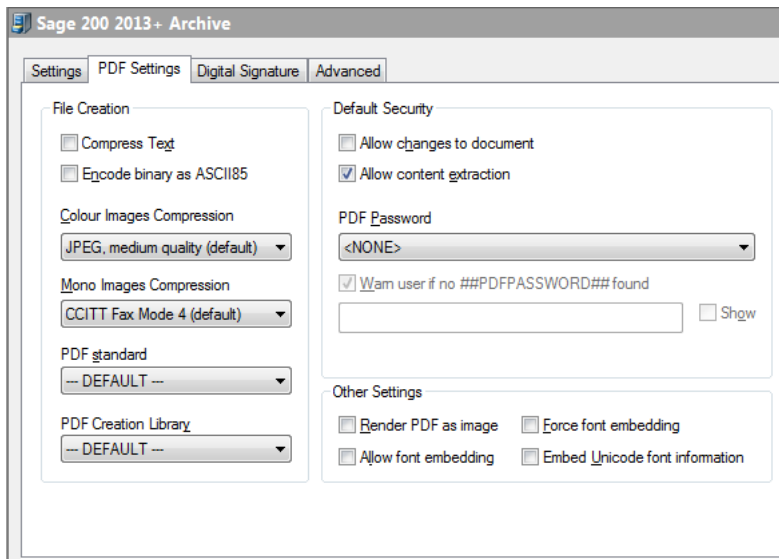 Sage 200 2013+ Archive
Settings PDF Settings Digital Signature Advanced
File Creation
Compress Text
Encode binary as ASCII85
Colour Images Compression
JPEG, medium quality (default)
Mono Images Compression
CCITT Fax Mode 4 (default)
PDF standard
--- DEFAULT ---
PDF Creation Library
--- DEFAULT ---
Default Security
Allow changes to document
Allow content extraction
PDF Password
<NONE>
Warn user if no ##PDFPASSWORD## found
Show
Other Settings
Render PDF as image Force font embedding
Allow font embedding Embed Unicode font information